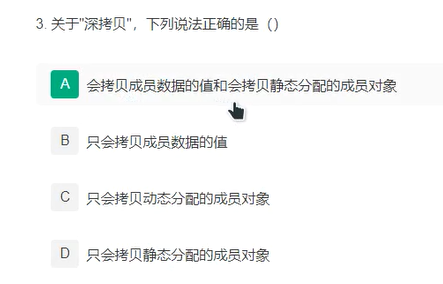 3. 关于"深拷贝"，下列说法正确的是（）
A 会拷贝成员数据的值和会拷贝静态分配的成员对象
B 只会拷贝成员数据的值
C 只会拷贝动态分配的成员对象
D 只会拷贝静态分配的成员对象